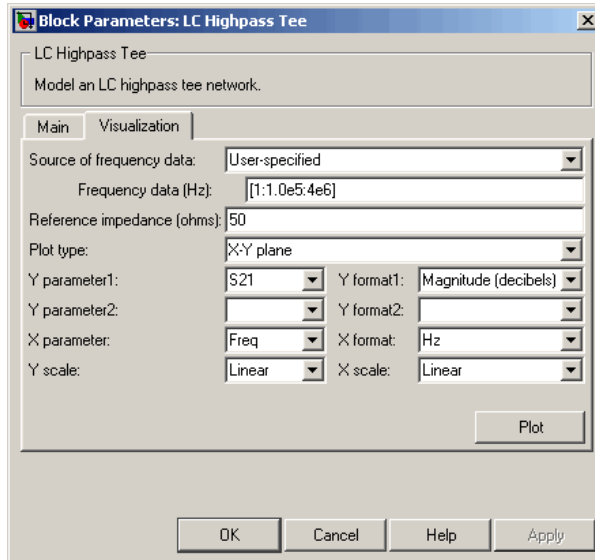 Block Parameters: LC Highpass Tee
LC Highpass Tee
Model an LC highpass tee network.
Main Visualization
Source of frequency data: User-specified
Frequency data (Hz): [1:1.0e5:4e6]
Reference impedance (ohms): 50
Plot type: X-Y plane
Y parameter1: S21 Y format1: Magnitude (decibels)
Y parameter2: Y format2:
X parameter: Freq X format: Hz
Y scale: Linear X scale: Linear
Plot
OK Cancel Help Apply